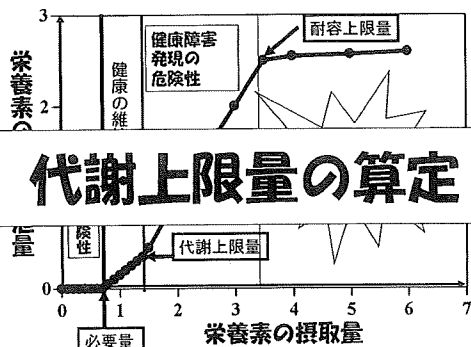 3
健康障害
発現の
危険性
耐容上限量
健康の維
2
栄養素の
代謝上限量の算定
量
険性
代謝上限量
0
0 1 2 3 4 5 6 7
必要量
栄養素の摂取量